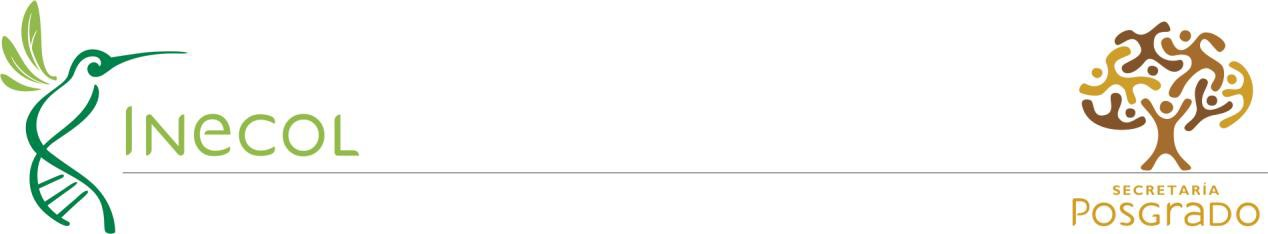 INECOL
SECRETARÍA
POSGRADO